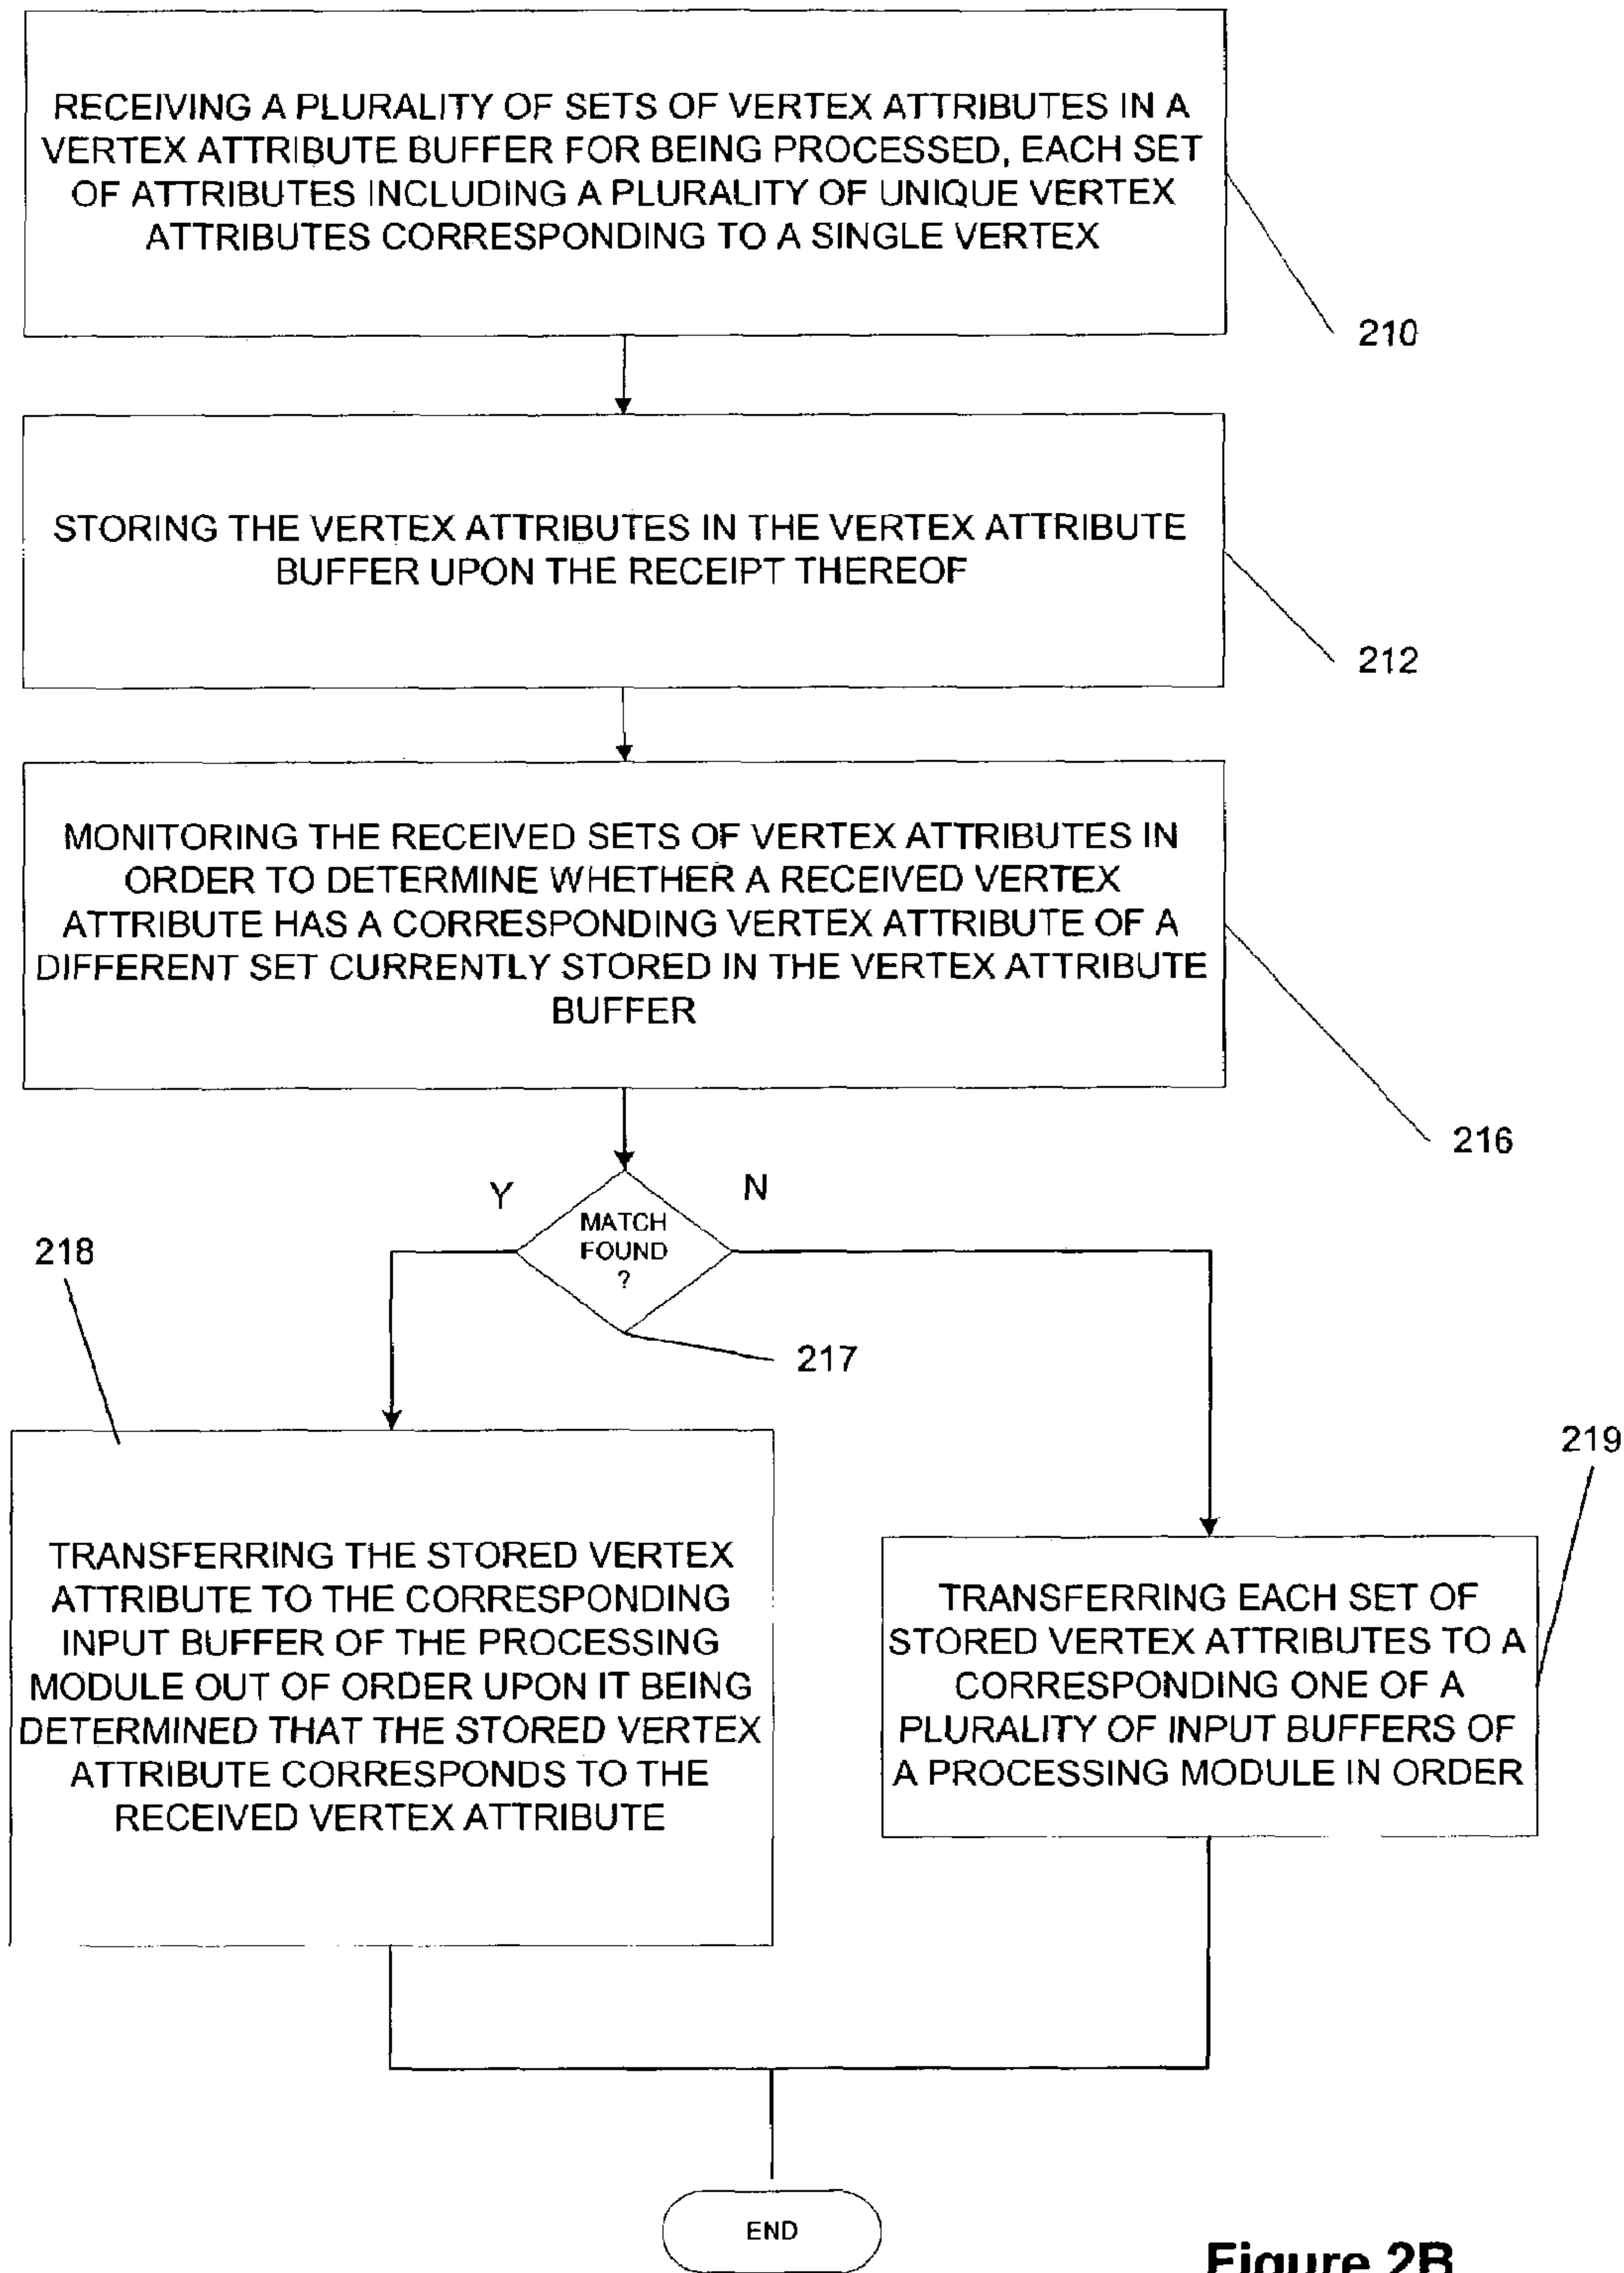 RECEIVING A PLURALITY OF SETS OF VERTEX ATTRIBUTES IN A
VERTEX ATTRIBUTE BUFFER FOR BEING PROCESSED, EACH SET
OF ATTRIBUTES INCLUDING A PLURALITY OF UNIQUE VERTEX
ATTRIBUTES CORRESPONDING TO A SINGLE VERTEX
210
STORING THE VERTEX ATTRIBUTES IN THE VERTEX ATTRIBUTE
BUFFER UPON THE RECEIPT THEREOF
212
MONITORING THE RECEIVED SETS OF VERTEX ATTRIBUTES IN
ORDER TO DETERMINE WHETHER A RECEIVED VERTEX
ATTRIBUTE HAS A CORRESPONDING VERTEX ATTRIBUTE OF A
DIFFERENT SET CURRENTLY STORED IN THE VERTEX ATTRIBUTE
BUFFER
216
Y
N
MATCH
FOUND
?
217
218
TRANSFERRING THE STORED VERTEX
ATTRIBUTE TO THE CORRESPONDING
INPUT BUFFER OF THE PROCESSING
MODULE OUT OF ORDER UPON IT BEING
DETERMINED THAT THE STORED VERTEX
ATTRIBUTE CORRESPONDS TO THE
RECEIVED VERTEX ATTRIBUTE
219
TRANSFERRING EACH SET OF
STORED VERTEX ATTRIBUTES TO A
CORRESPONDING ONE OF A
PLURALITY OF INPUT BUFFERS OF
A PROCESSING MODULE IN ORDER
END
Figure 2B